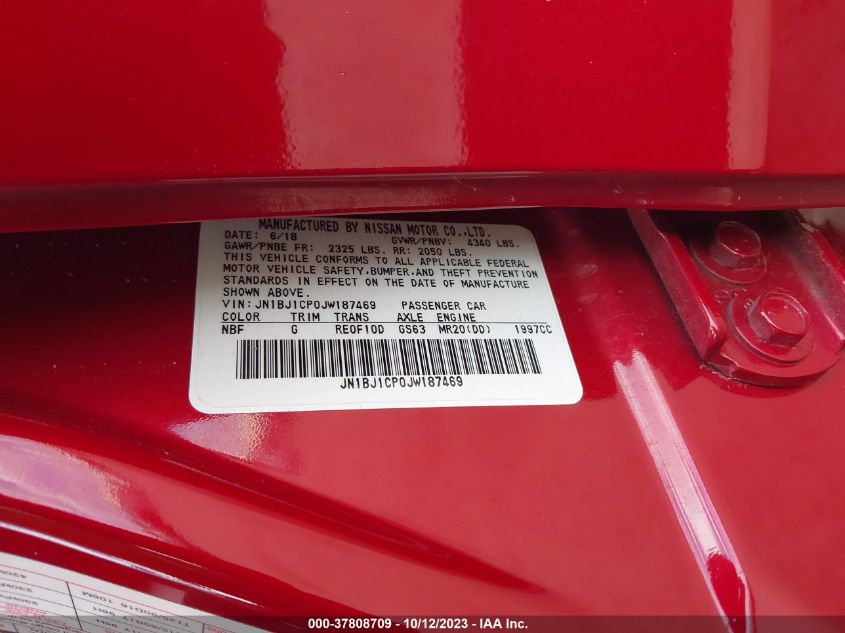 MANUFACTURED BY NISSAN MOTOR CO.,LTD.
DATE: 6/18 GVWR/PNBV: 4340 LBS.
GAWR/PNBE FR: 2325 LBS. RR: 2050 LBS.
THIS VEHICLE CONFORMS TO ALL APPLICABLE FEDERAL
MOTOR VEHICLE SAFETY,BUMPER,AND THEFT PREVENTION
STANDARDS IN EFFECT ON THE DATE OF MANUFACTURE
SHOWN ABOVE.
VIN: JN1BJ1CP0JW187469 PASSENGER CAR
COLOR TRIM TRANS AXLE ENGINE
NBF G RE0F10D GS63 MR20(DD) 1997CC
JN1BJ1CP0JW187469
T145/90D16 106M
000-37808709 - 10/12/2023 - IAA Inc.